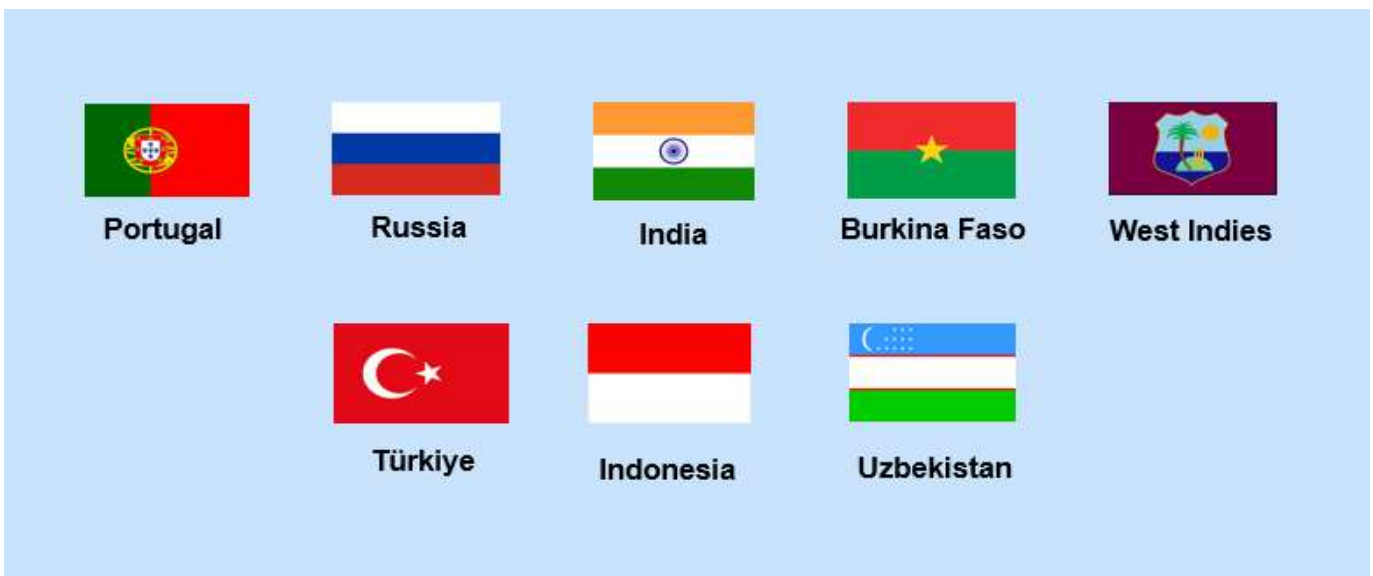 Portugal
Russia
India
Burkina Faso
West Indies
Türkiye
Indonesia
Uzbekistan